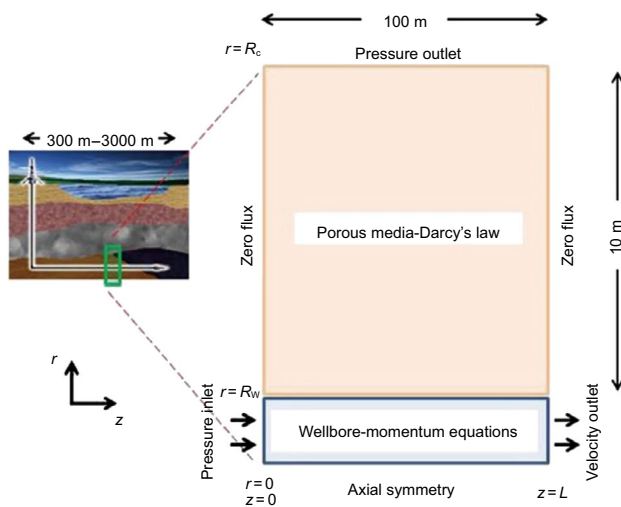 100 m
Pressure outlet
r = Rc
300 m–3000 m
Zero flux
Porous media-Darcy's law
Zero flux
10 m
r
z
r = RW
Pressure inlet
Wellbore-momentum equations
Velocity outlet
r = 0
z = 0
Axial symmetry
z = L